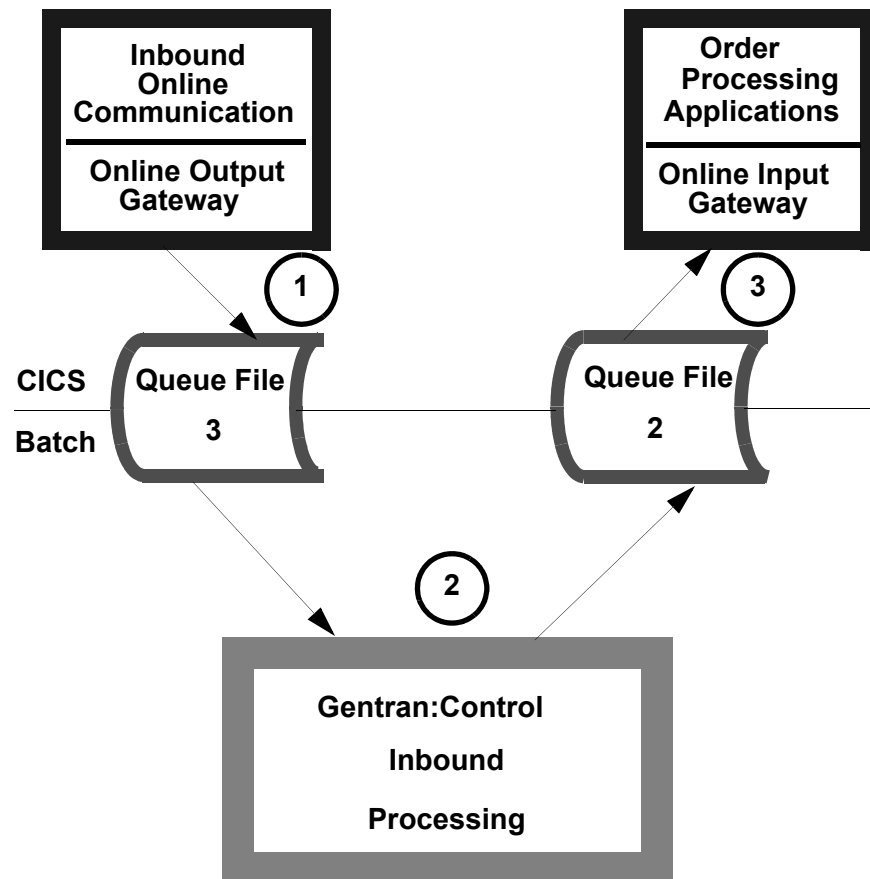 Inbound
Online
Communication
Online Output
Gateway
Order
Processing
Applications
Online Input
Gateway
1
3
CICS
Batch
Queue File
3
Queue File
2
2
Gentran:Control
Inbound
Processing